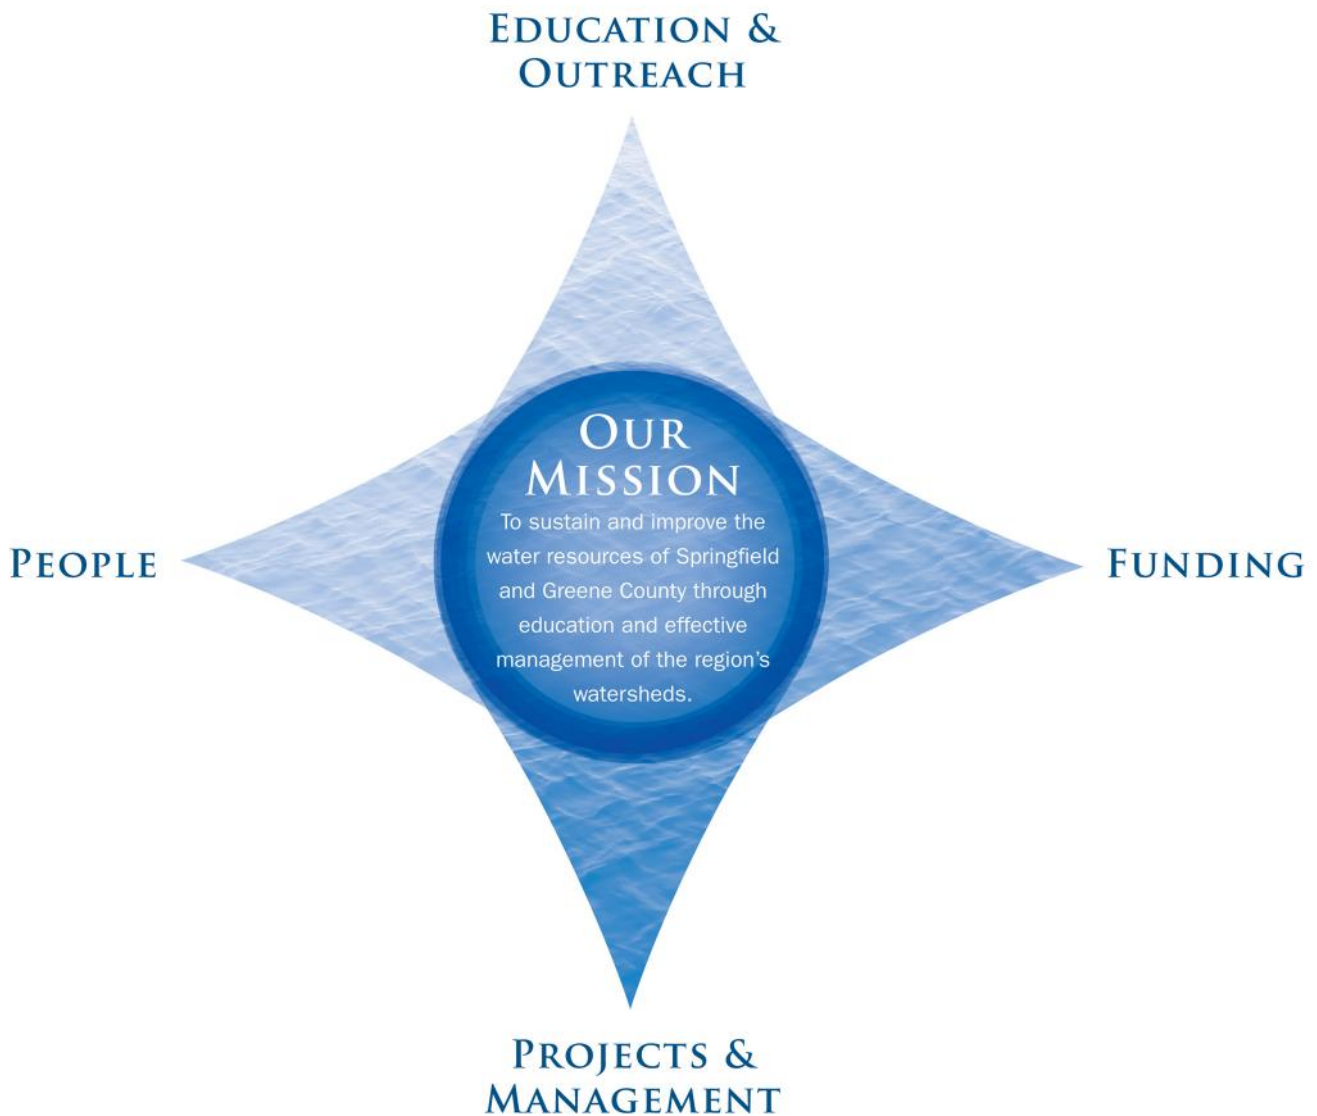 EDUCATION &
OUTREACH
OUR
MISSION
To sustain and improve the
water resources of Springfield
and Greene County through
education and effective
management of the region's
watersheds.
PEOPLE
FUNDING
PROJECTS &
MANAGEMENT